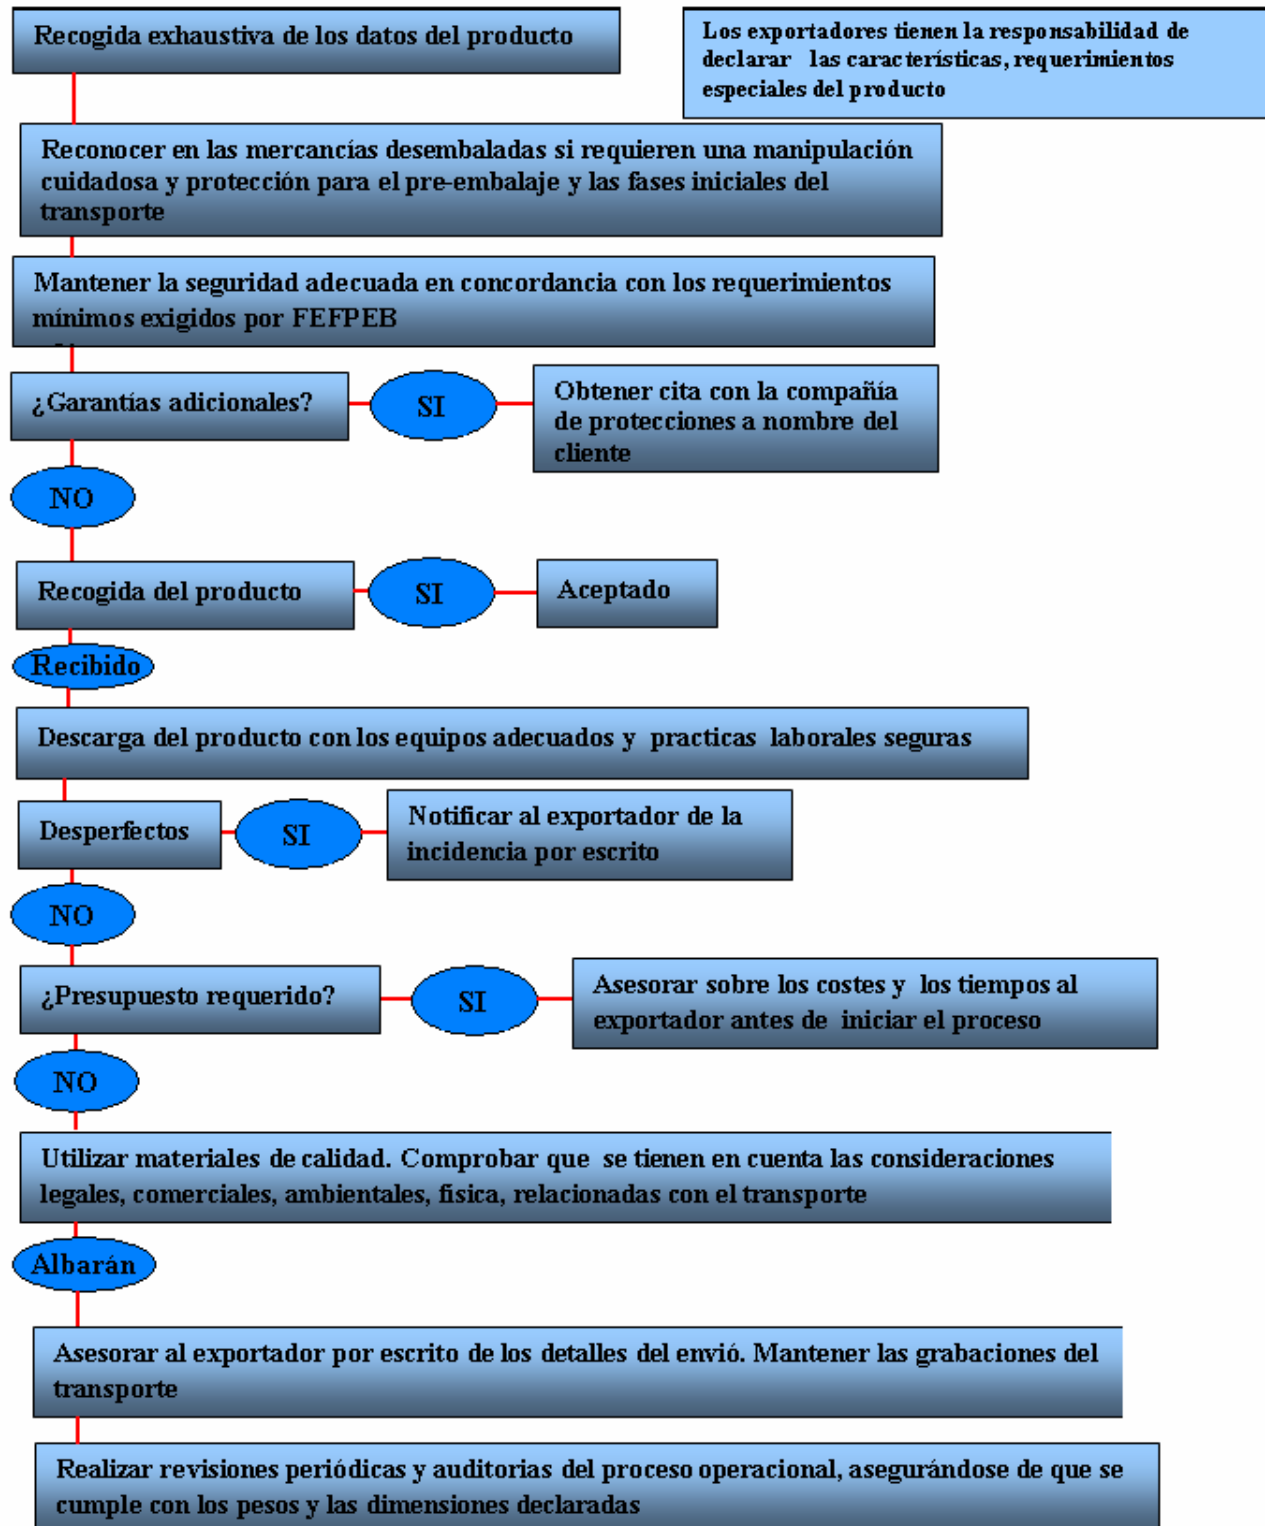 Recogida exhaustiva de los datos del producto
Los exportadores tienen la responsabilidad de
declarar las características, requerimientos
especiales del producto
Reconocer en las mercancías desembaladas si requieren una manipulación
cuidadosa y protección para el pre-embalaje y las fases iniciales del
transporte
Mantener la seguridad adecuada en concordancia con los requerimientos
mínimos exigidos por FEFPEB
¿Garantías adicionales?
SI
Obtener cita con la compañía
de protecciones a nombre del
cliente
NO
Recogida del producto
SI
Aceptado
Recibido
Descarga del producto con los equipos adecuados y practicas laborales seguras
Desperfectos
SI
Notificar al exportador de la
incidencia por escrito
NO
¿Presupuesto requerido?
SI
Asesorar sobre los costes y los tiempos al
exportador antes de iniciar el proceso
NO
Utilizar materiales de calidad. Comprobar que se tienen en cuenta las consideraciones
legales, comerciales, ambientales, física, relacionadas con el transporte
Albarán
Asesorar al exportador por escrito de los detalles del envió. Mantener las grabaciones del
transporte
Realizar revisiones periódicas y auditorias del proceso operacional, asegurándose de que se
cumple con los pesos y las dimensiones declaradas